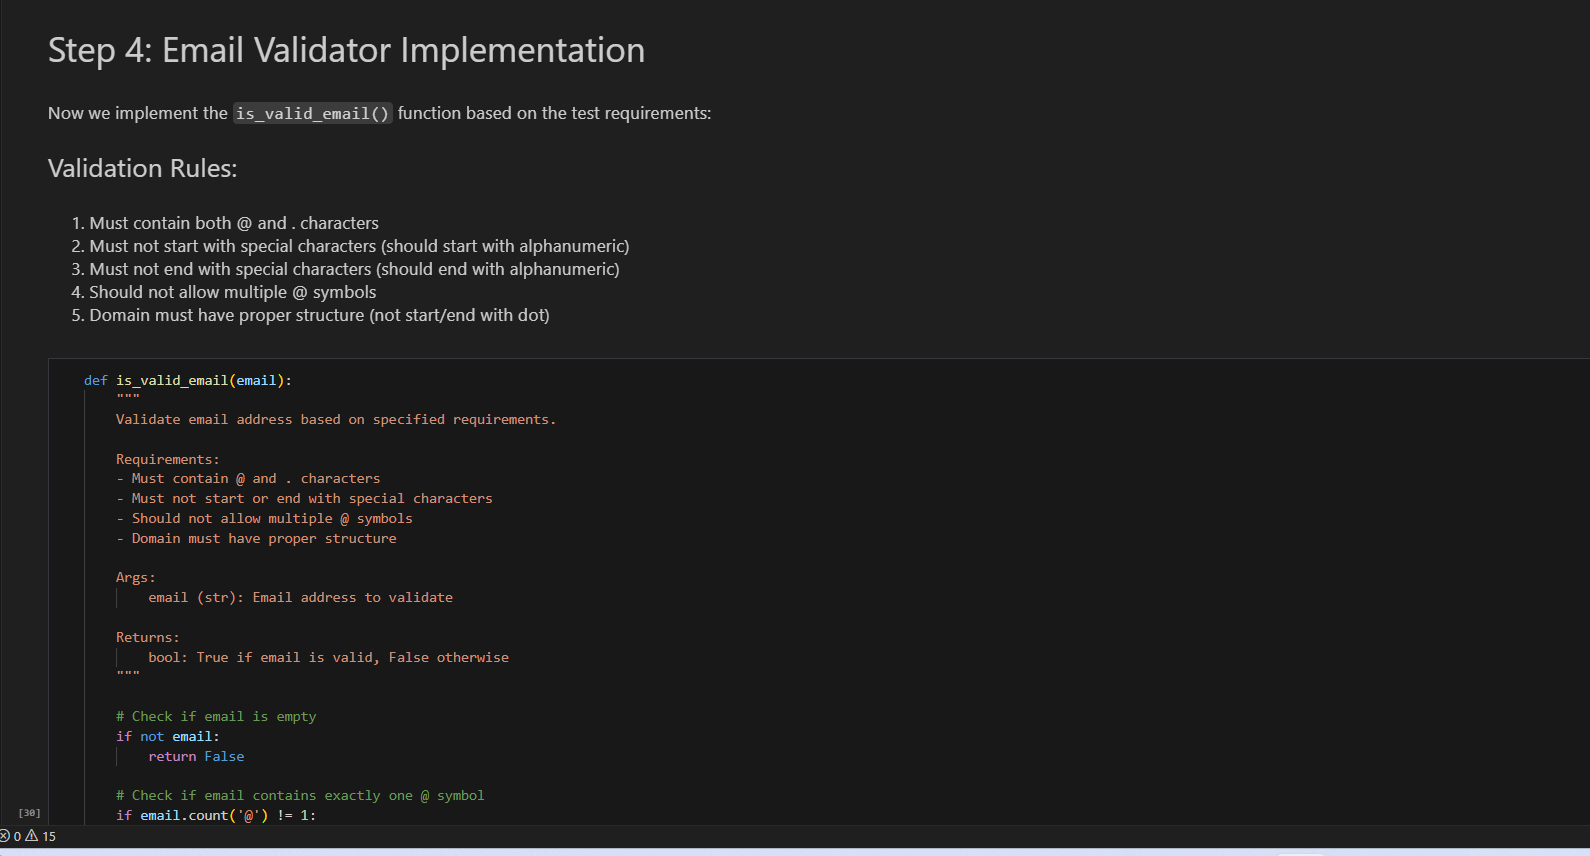 Step 4: Email Validator Implementation
Now we implement the is_valid_email() function based on the test requirements:
Validation Rules:
1. Must contain both @ and . characters
2. Must not start with special characters (should start with alphanumeric)
3. Must not end with special characters (should end with alphanumeric)
4. Should not allow multiple @ symbols
5. Domain must have proper structure (not start/end with dot)
def is_valid_email(email):
"""
Validate email address based on specified requirements.
Requirements:
- Must contain @ and . characters
- Must not start or end with special characters
- Should not allow multiple @ symbols
- Domain must have proper structure
Args:
email (str): Email address to validate
Returns:
bool: True if email is valid, False otherwise
"""
# Check if email is empty
if not email:
return False
# Check if email contains exactly one @ symbol
[30]
if email.count('@') != 1:
0 15